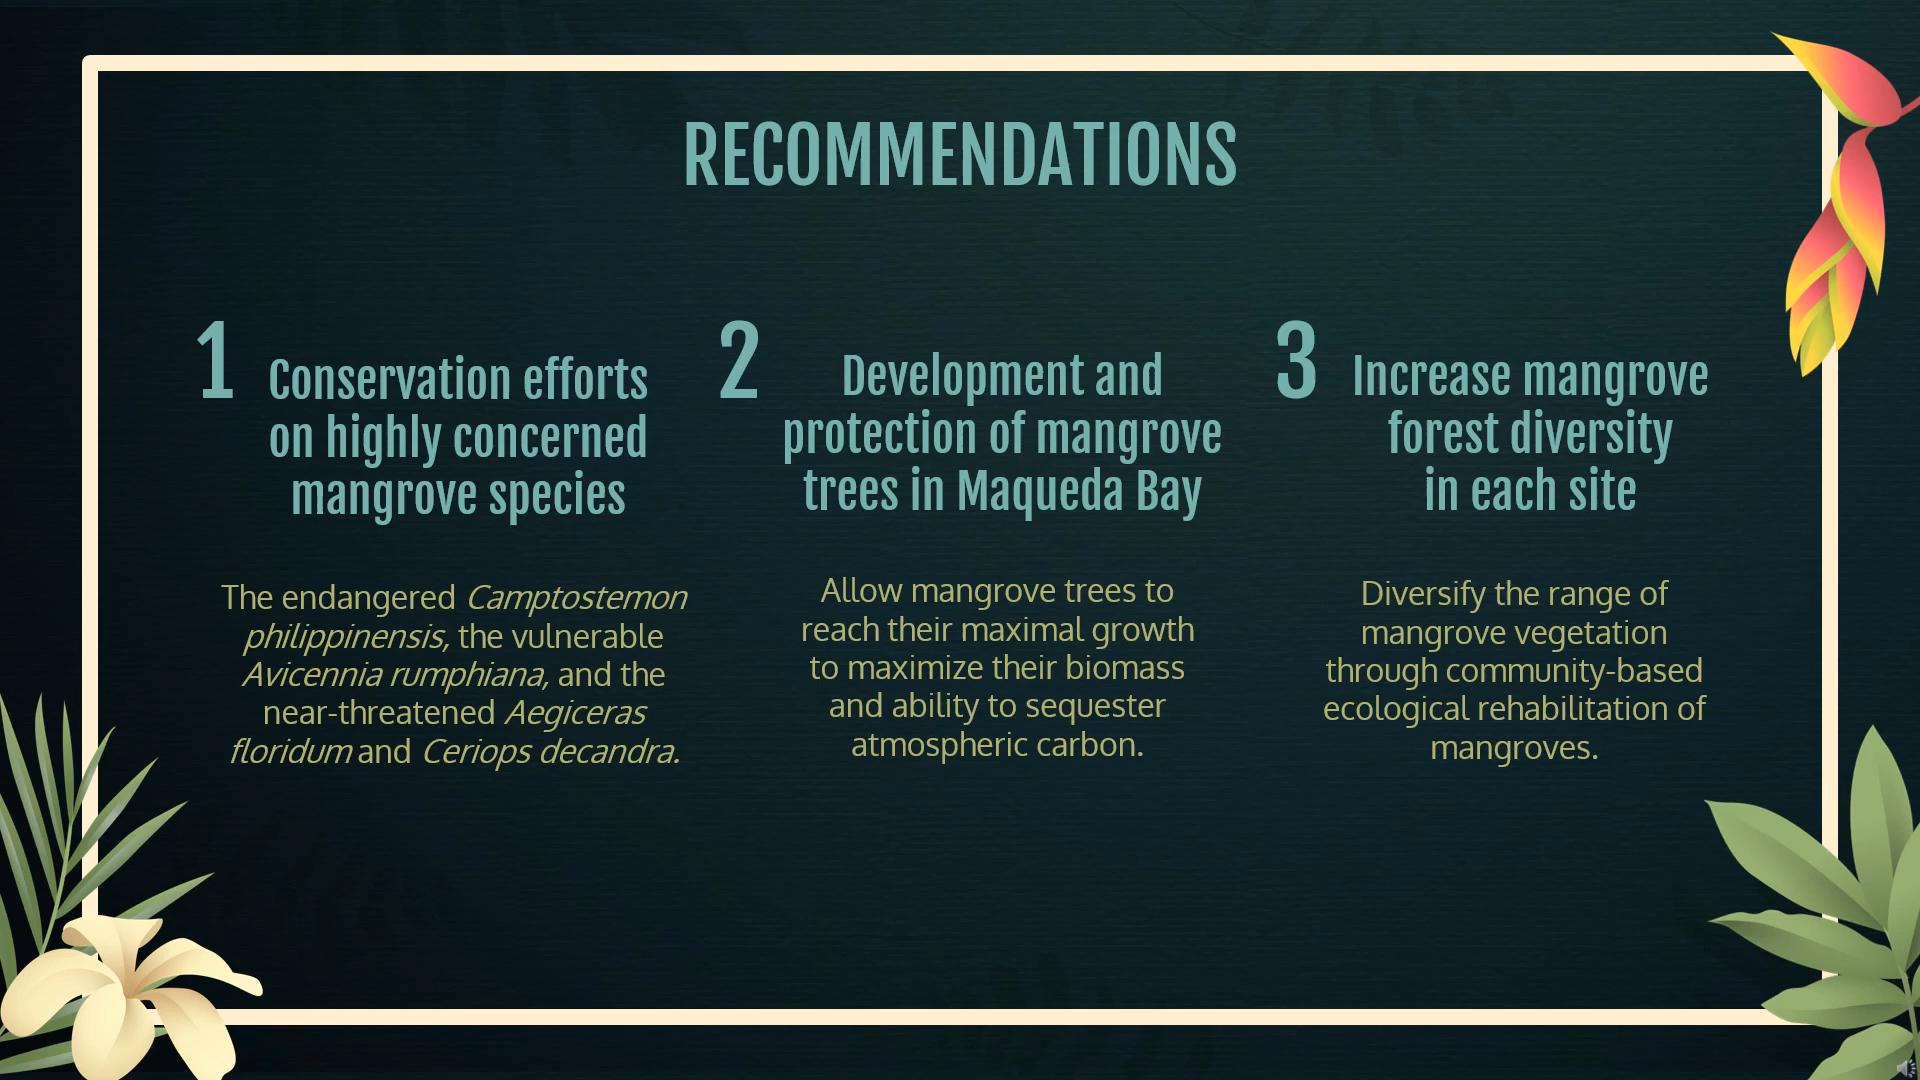 RECOMMENDATIONS
1
Conservation efforts
on highly concerned
mangrove species
The endangered Camptostemon
philippinensis, the vulnerable
Avicennia rumphiana, and the
near-threatened Aegiceras
floridum and Ceriops decandra.
2
Development and
protection of mangrove
trees in Maqueda Bay
Allow mangrove trees to
reach their maximal growth
to maximize their biomass
and ability to sequester
atmospheric carbon.
3
Increase mangrove
forest diversity
in each site
Diversify the range of
mangrove vegetation
through community-based
ecological rehabilitation of
mangroves.